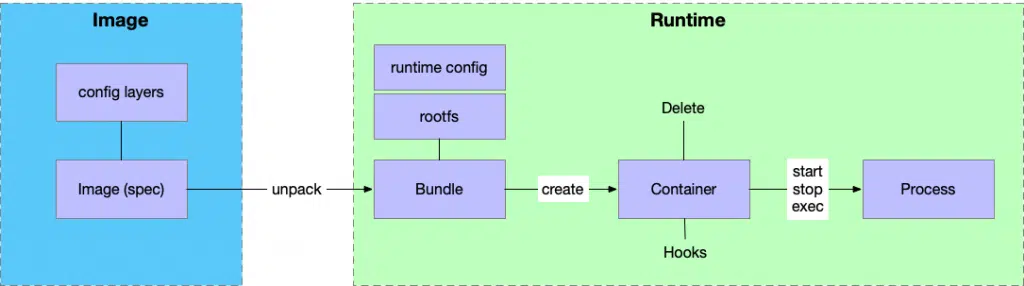 Image
Runtime
config layers
Image (spec)
unpack
runtime config
rootfs
Bundle
create
Delete
Container
Hooks
start
stop
exec
Process